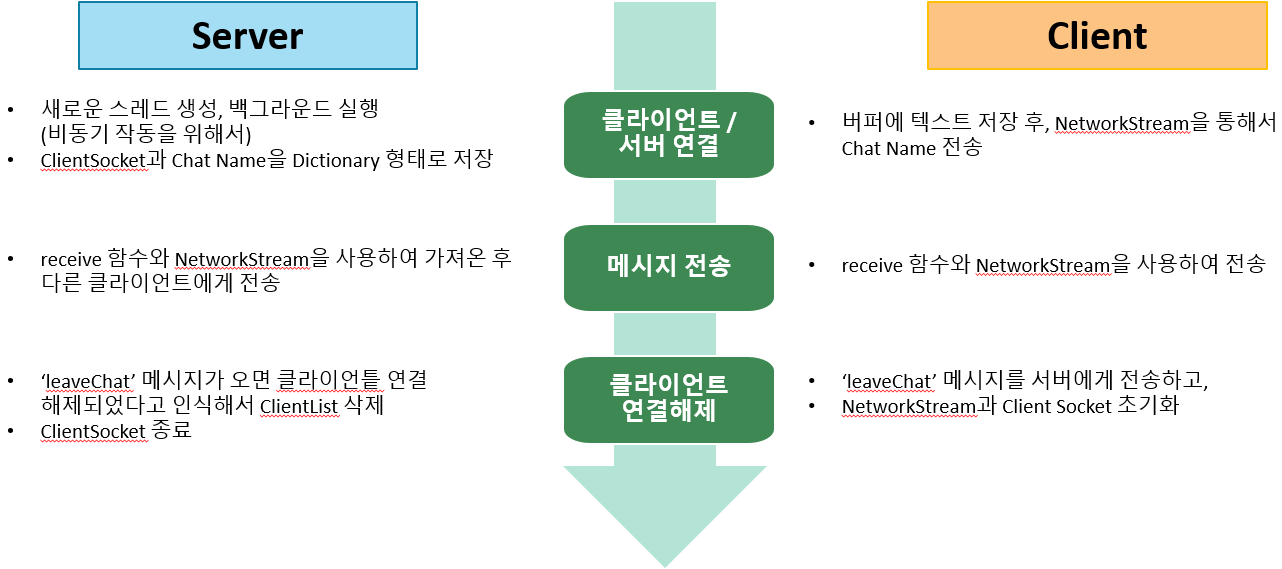 Server
Client
• 새로운 스레드 생성, 백그라운드 실행
(비동기 작동을 위해서)
• ClientSocket과 Chat Name을 Dictionary 형태로 저장
클라이언트 /
서버 연결
• 버퍼에 텍스트 저장 후, NetworkStream을 통해서
Chat Name 전송
• receive 함수와 NetworkStream을 사용하여 가져온 후
다른 클라이언트에게 전송
메시지 전송
• receive 함수와 NetworkStream을 사용하여 전송
• ‘leaveChat’ 메시지가 오면 클라이언틑 연결
해제되었다고 인식해서 ClientList 삭제
• ClientSocket 종료
클라이언트
연결해제
• ‘leaveChat’ 메시지를 서버에게 전송하고,
• NetworkStream과 Client Socket 초기화